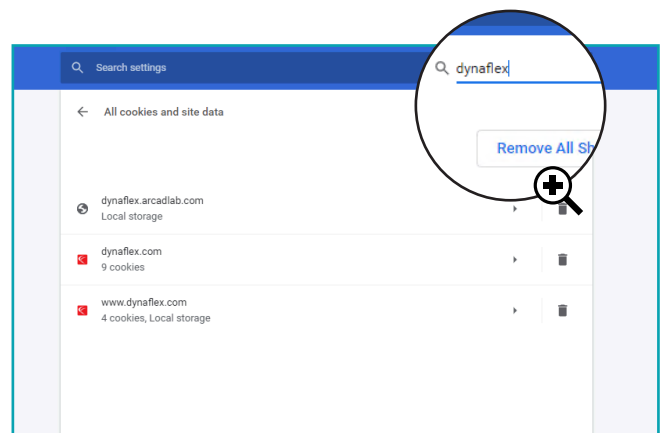 Search settings
dynaflex
All cookies and site data
Remove All Sh
dynaflex.arcadlab.com
Local storage
dynaflex.com
9 cookies
www.dynaflex.com
4 cookies, Local storage